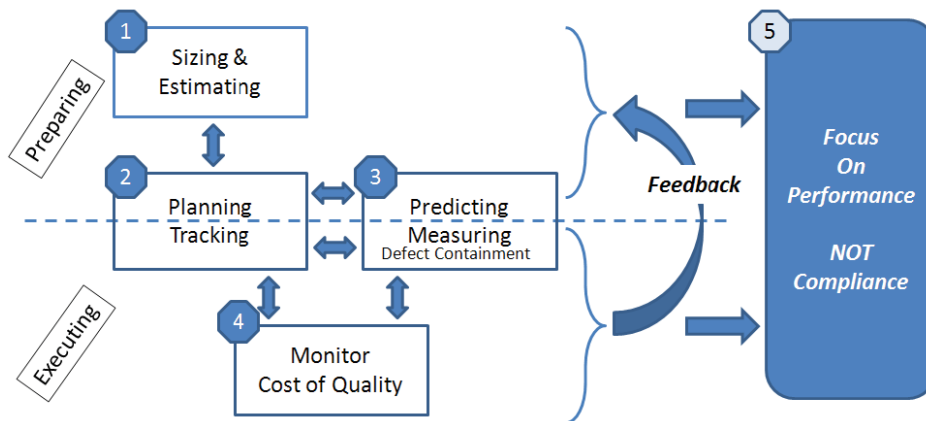 1
Sizing &
Estimating
Preparing
2
Planning
Tracking
3
Predicting
Measuring
Defect Containment
Feedback
Executing
4
Monitor
Cost of Quality
5
Focus
On
Performance
NOT
Compliance